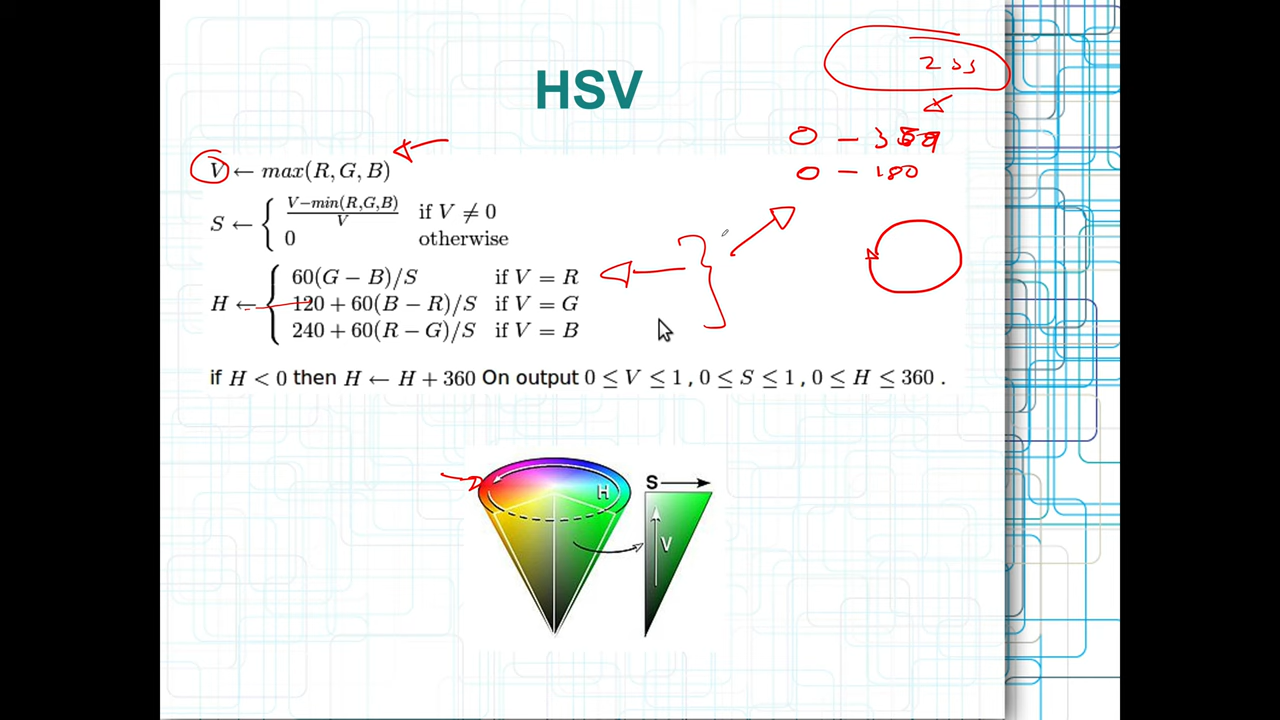 HSV
255
0 - 180
V ← max(R, G, B)
S ← { V−min(R,G,B)/V if V ≠ 0
0 otherwise
H ← { 60(G − B)/S if V = R
120 + 60(B − R)/S if V = G
240 + 60(R − G)/S if V = B
if H < 0 then H ← H + 360 On output 0 ≤ V ≤ 1 , 0 ≤ S ≤ 1 , 0 ≤ H ≤ 360 .
H
S
V